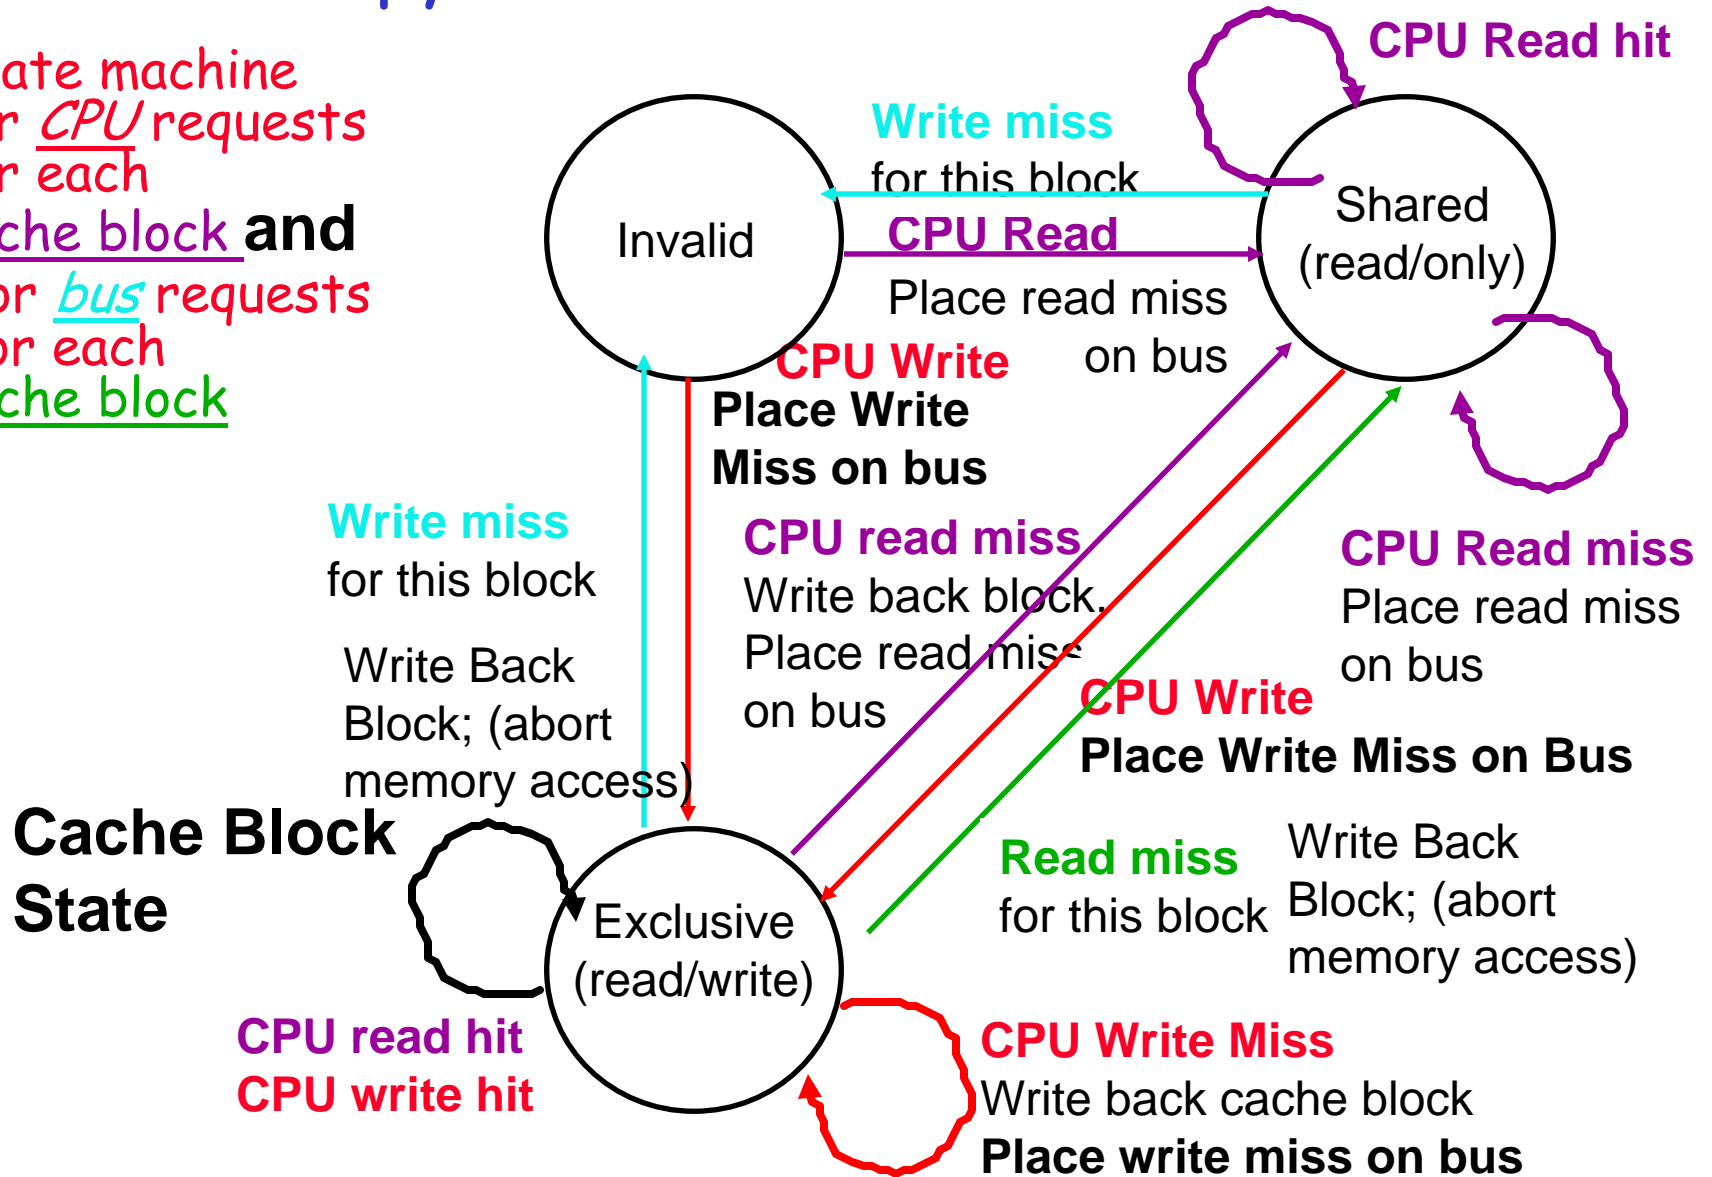 ate machine
r CPU requests
r each
che block and
or bus requests
or each
che block
CPU Read hit
Write miss
for this block
Invalid
Shared
(read/only)
CPU Read
Place read miss
on bus
CPU Write
Place Write
Miss on bus
Write miss
for this block
Write Back
Block; (abort
memory access)
CPU read miss
Write back block,
Place read miss
on bus
CPU Read miss
Place read miss
on bus
CPU Write
Place Write Miss on Bus
Cache Block
State
Read miss
for this block
Write Back
Block; (abort
memory access)
Exclusive
(read/write)
CPU read hit
CPU write hit
CPU Write Miss
Write back cache block
Place write miss on bus